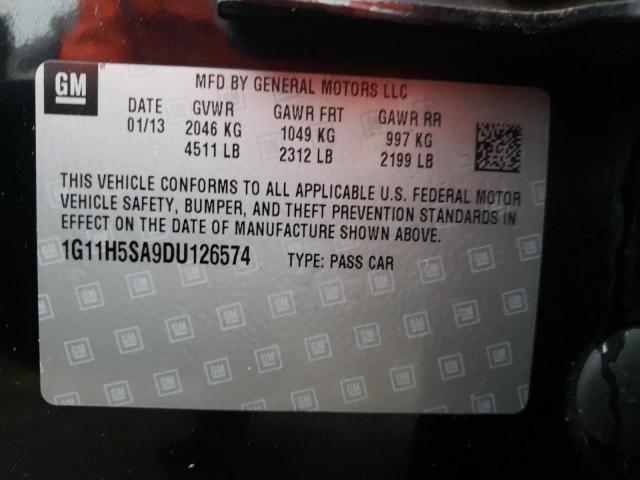 GM
MFD BY GENERAL MOTORS LLC
DATE GVWR GAWR FRT GAWR RR
01/13 2046 KG 1049 KG 997 KG
4511 LB 2312 LB 2199 LB
THIS VEHICLE CONFORMS TO ALL APPLICABLE U.S. FEDERAL MOTOR
VEHICLE SAFETY, BUMPER, AND THEFT PREVENTION STANDARDS IN
EFFECT ON THE DATE OF MANUFACTURE SHOWN ABOVE.
1G11H5SA9DU126574 TYPE: PASS CAR